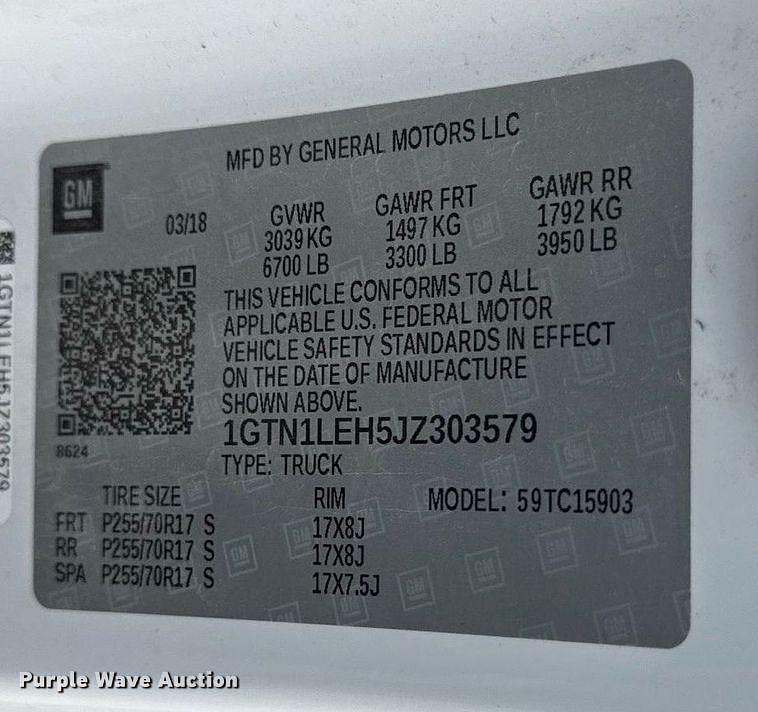 MFD BY GENERAL MOTORS LLC
GM
03/18
GVWR GAWR FRT GAWR RR
3039 KG 1497 KG 1792 KG
6700 LB 3300 LB 3950 LB
THIS VEHICLE CONFORMS TO ALL
APPLICABLE U.S. FEDERAL MOTOR
VEHICLE SAFETY STANDARDS IN EFFECT
ON THE DATE OF MANUFACTURE
SHOWN ABOVE.
1GTN1LEH5JZ303579
8624
TYPE: TRUCK
TIRE SIZE RIM MODEL: 59TC15903
FRT P255/70R17 S 17X8J
RR P255/70R17 S 17X8J
SPA P255/70R17 S 17X7.5J
1GTN1LEH5JZ303579
Purple Wave Auction